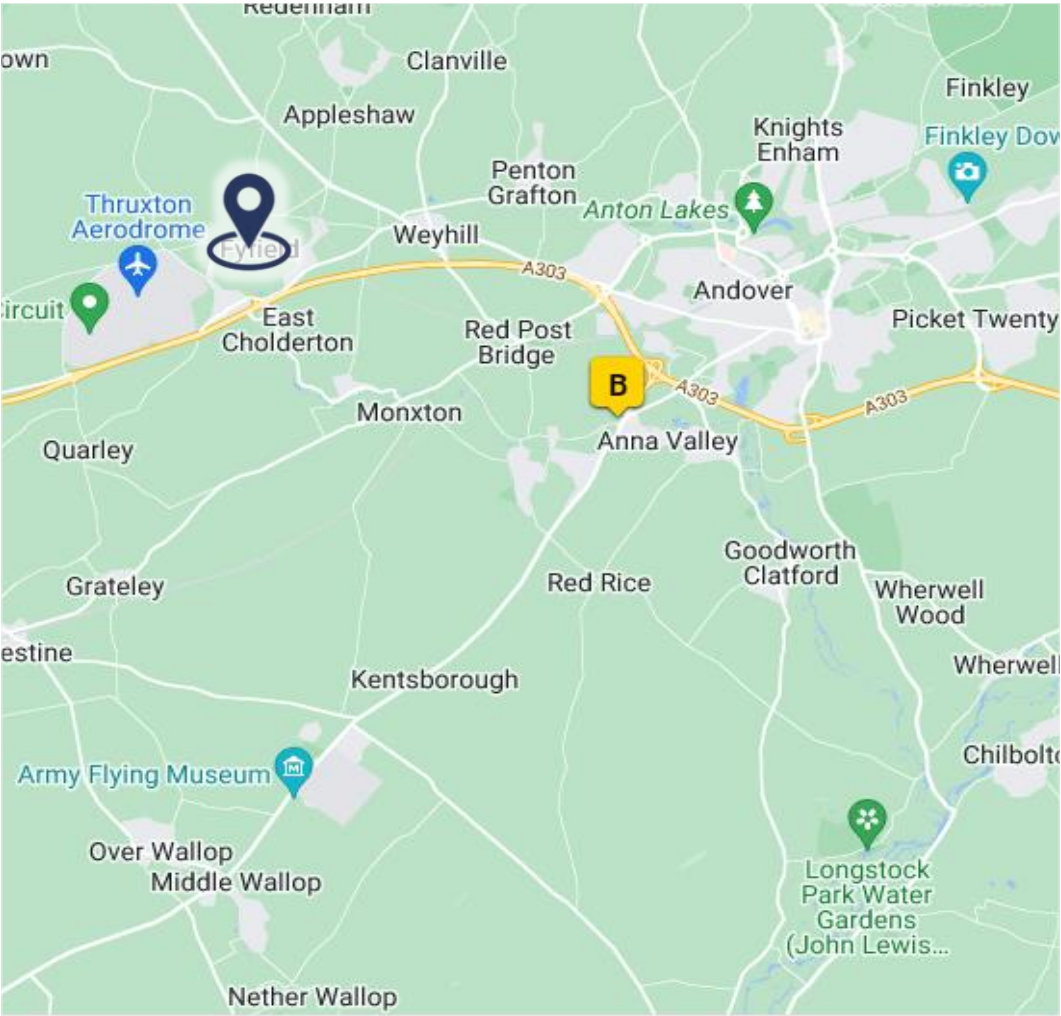 Redenham
own
Clanville
Finkley
Appleshaw
Knights
Enham
Finkley Dow
Penton
Grafton
Thruxton
Aerodrome
Anton Lakes
Fyfield
Weyhill
A303
Andover
ircuit
East
Cholderton
Red Post
Bridge
Picket Twenty
B
A303
A303
Monxton
Anna Valley
Quarley
Goodworth
Clatford
Red Rice
Grateley
Wherwell
Wood
estine
Wherwell
Kentsborough
Chilbolto
Army Flying Museum
Over Wallop
Middle Wallop
Longstock
Park Water
Gardens
(John Lewis...
Nether Wallop